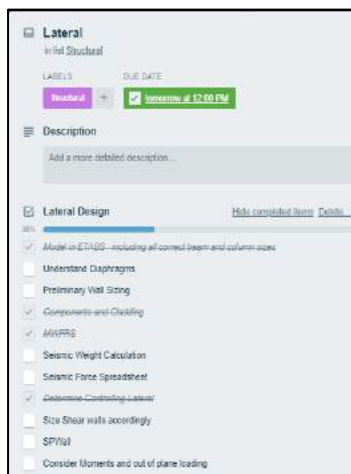 Lateral
in list Structural
LABELS DUE DATE
Structural + tomorrow at 12:00 PM
Description
Add a more detailed description...
Lateral Design Hide completed items Delete...
Model in ETABS - including all correct beam and column sizes
Understand Diaphragms
Preliminary Wall Sizing
Components and Cladding
MWFRS
Seismic Weight Calculation
Seismic Force Spreadsheet
Determine Controlling Lateral
Size Shear walls accordingly
SPWall
Consider Moments and out of plane loading